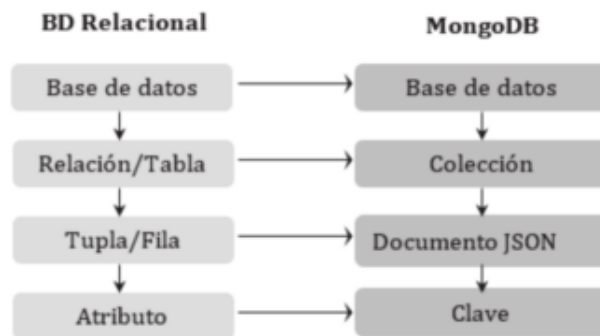 BD Relacional MongoDB
Base de datos Base de datos
Relación/Tabla Colección
Tupla/Fila Documento JSON
Atributo Clave